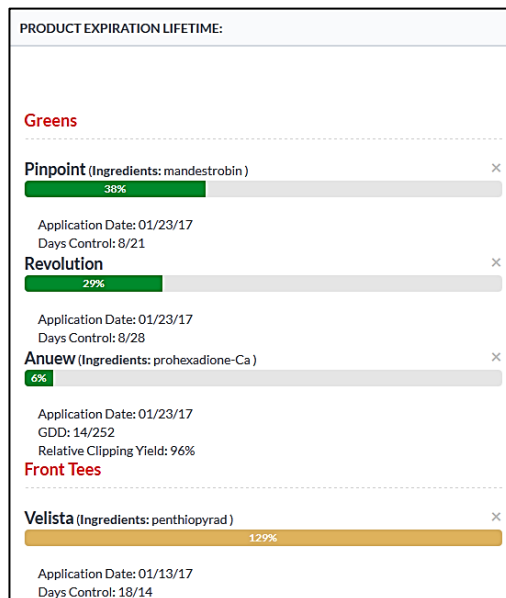 PRODUCT EXPIRATION LIFETIME:
Greens
Pinpoint (Ingredients: mandestrobin ) ×
38%
Application Date: 01/23/17
Days Control: 8/21
Revolution ×
29%
Application Date: 01/23/17
Days Control: 8/28
Anuew (Ingredients: prohexadione-Ca ) ×
6%
Application Date: 01/23/17
GDD: 14/252
Relative Clipping Yield: 96%
Front Tees
Velista (Ingredients: penthiopyrad ) ×
129%
Application Date: 01/13/17
Days Control: 18/14